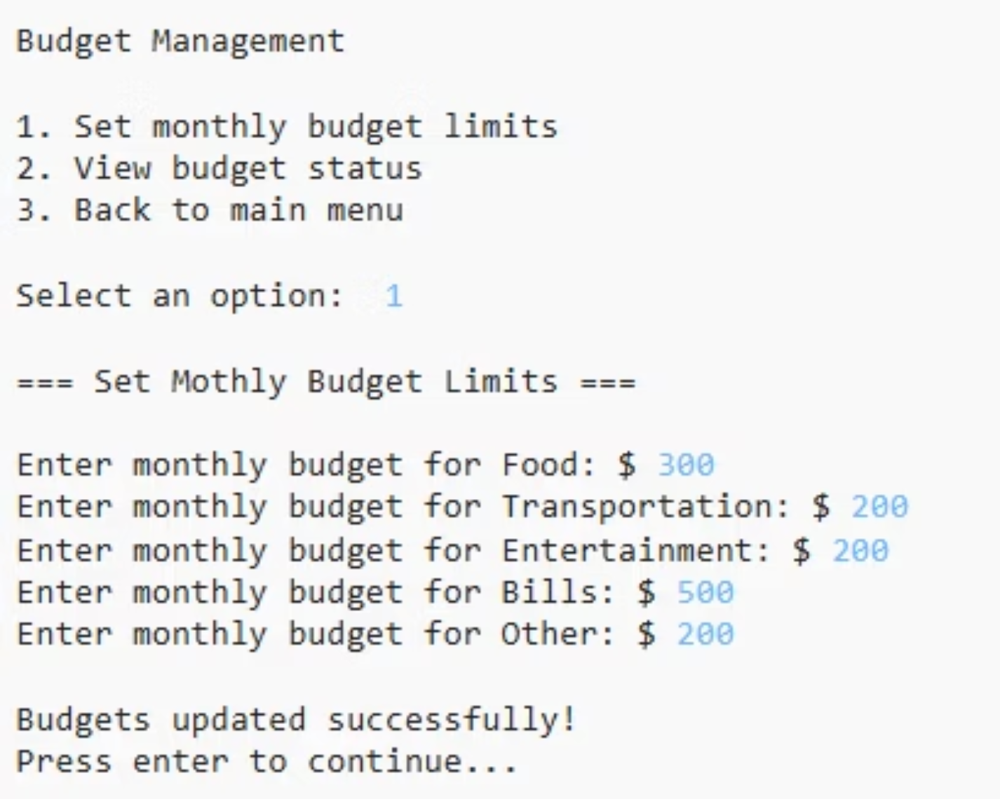 Budget Management
1. Set monthly budget limits
2. View budget status
3. Back to main menu
Select an option: 1
=== Set Mothly Budget Limits ===
Enter monthly budget for Food: $ 300
Enter monthly budget for Transportation: $ 200
Enter monthly budget for Entertainment: $ 200
Enter monthly budget for Bills: $ 500
Enter monthly budget for Other: $ 200
Budgets updated successfully!
Press enter to continue...